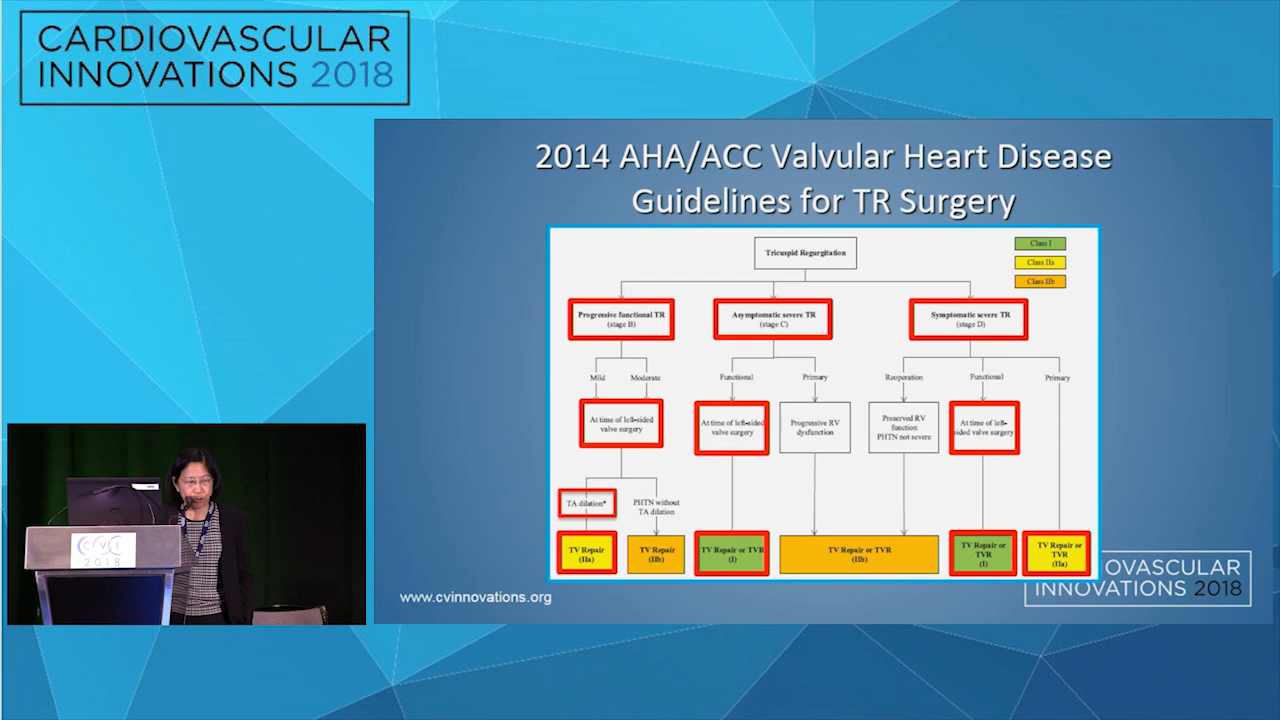 CARDIOVASCULAR
INNOVATIONS 2018
2014 AHA/ACC Valvular Heart Disease
Guidelines for TR Surgery
Tricuspid Regurgitation
Class I
Class IIa
Class IIb
Progressive functional TR
(stage B)
Asymptomatic severe TR
(stage C)
Symptomatic severe TR
(stage D)
Mild
Moderate
Functional
Primary
Reoperation
Functional
Primary
At time of left-sided
valve surgery
At time of left-sided
valve surgery
Progressive RV
dysfunction
Preserved RV
function
PHTN not severe
At time of left-
sided valve surgery
TA dilation*
PHTN without
TA dilation
TV Repair
(IIa)
TV Repair
(IIb)
TV Repair or TVR
(I)
TV Repair or TVR
(IIb)
TV Repair or
TVR
(I)
TV Repair or
TVR
(IIa)
www.cvinnovations.org
OVASCULAR
INNOVATIONS 2018
CVI
2018